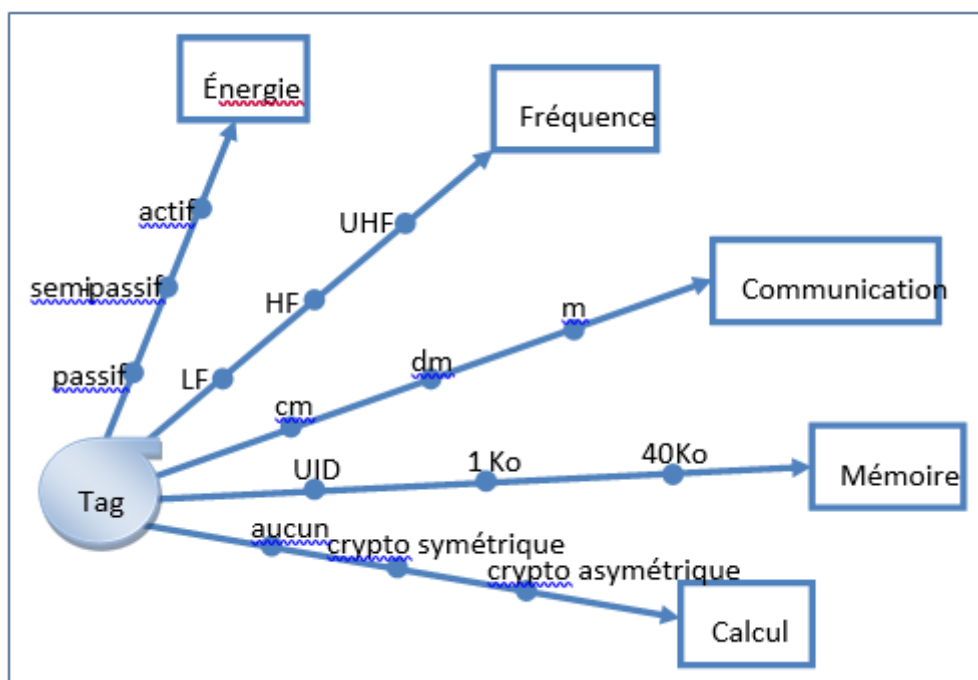 Énergie
Fréquence
actif
UHF
Communication
semi-passif
HF
m
passif
LF
dm
cm
UID
1 Ko
40Ko
Mémoire
Tag
aucun
crypto symétrique
crypto asymétrique
Calcul